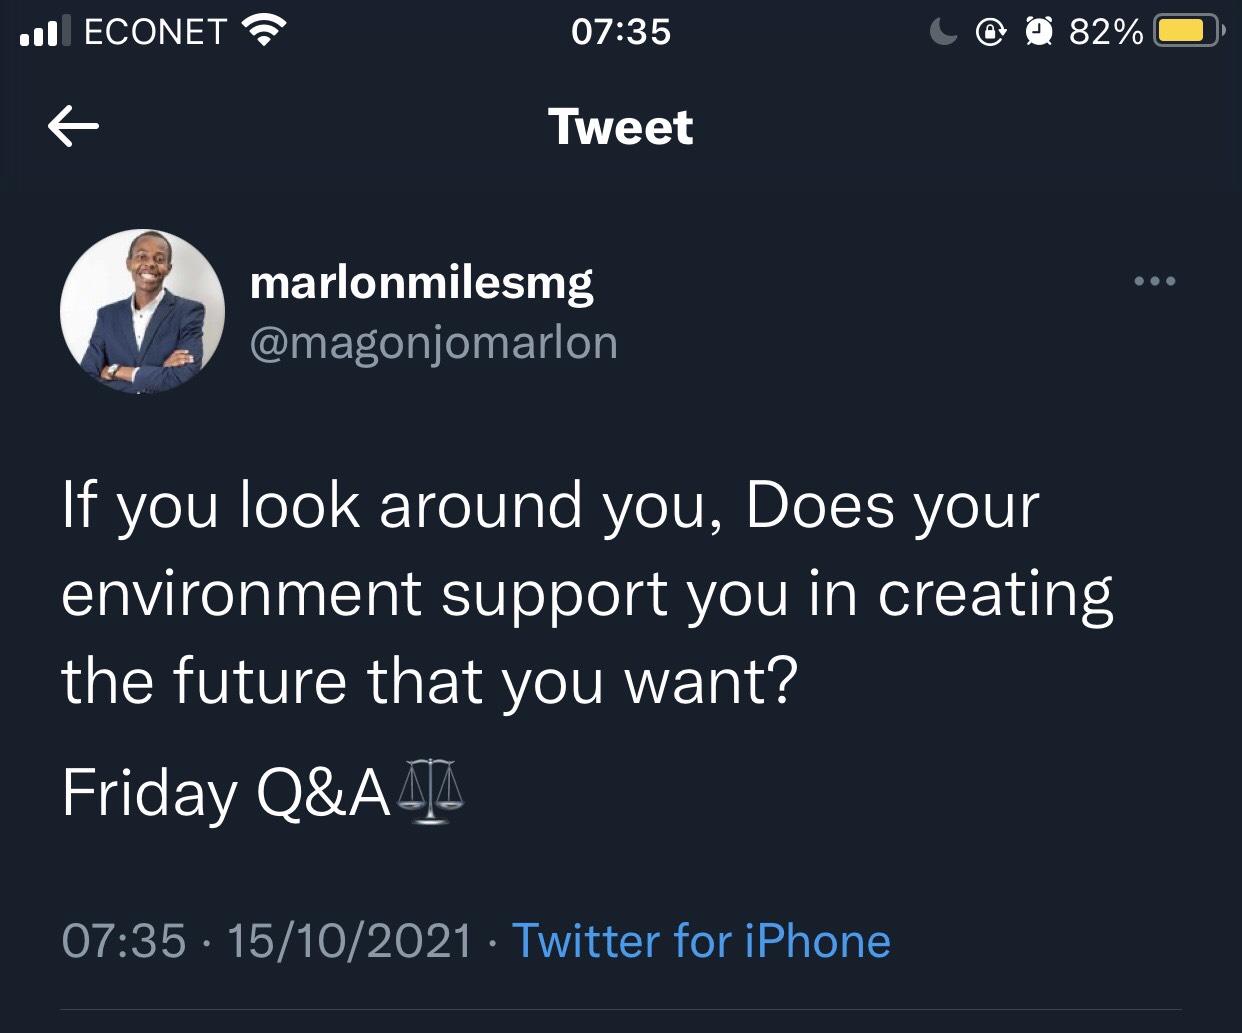 ECONET 07:35 82%
Tweet
marlonmilesmg
@magonjomarlon
If you look around you, Does your
environment support you in creating
the future that you want?
Friday Q&A⚖️
07:35 · 15/10/2021 · Twitter for iPhone